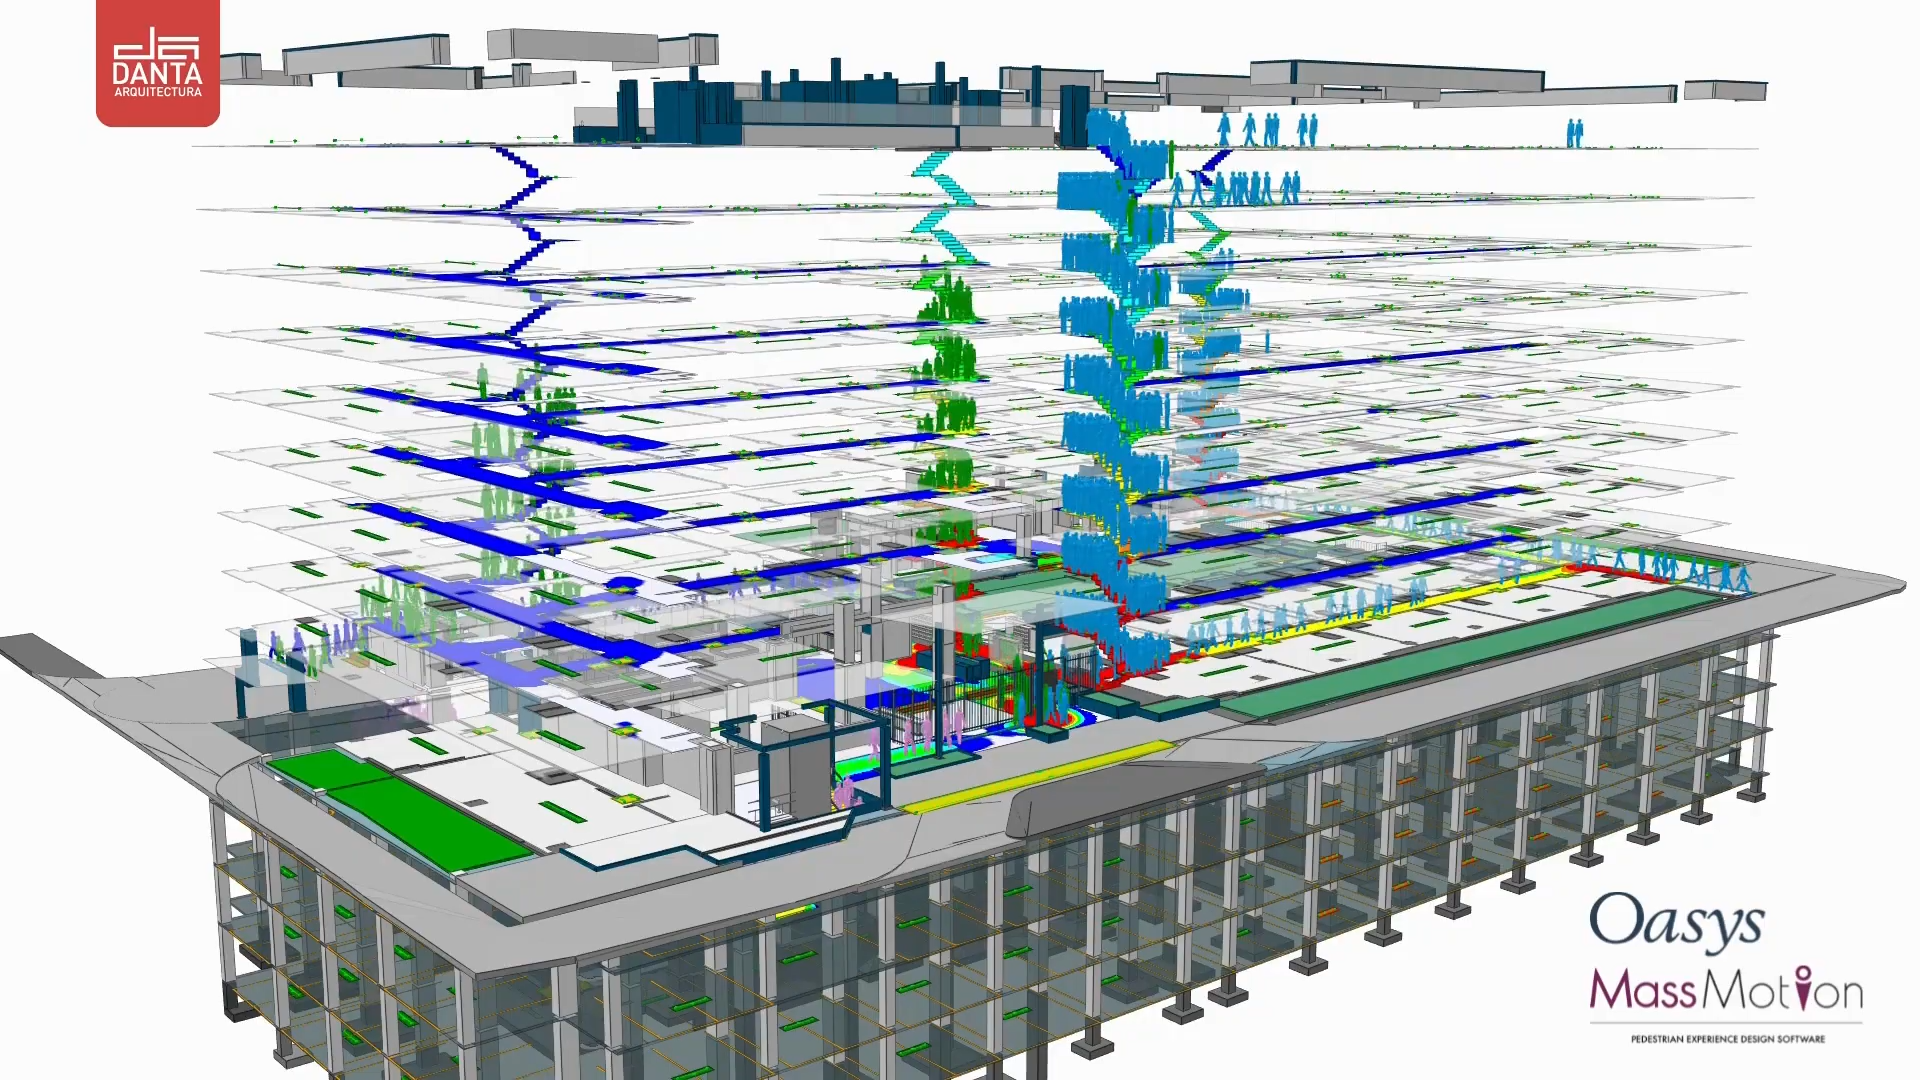 DANTA
ARQUITECTURA
Oasys
MassMotion
PEDESTRIAN EXPERIENCE DESIGN SOFTWARE